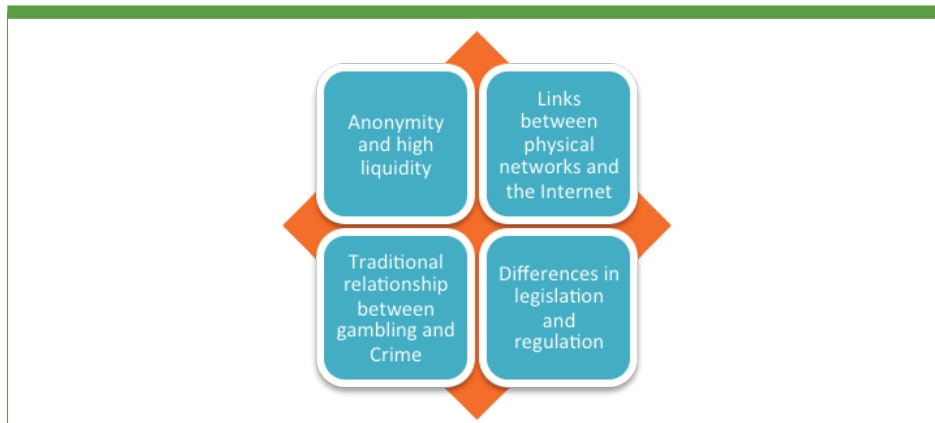 Anonymity
and high
liquidity
Links
between
physical
networks and
the Internet
Traditional
relationship
between
gambling and
Crime
Differences in
legislation
and
regulation